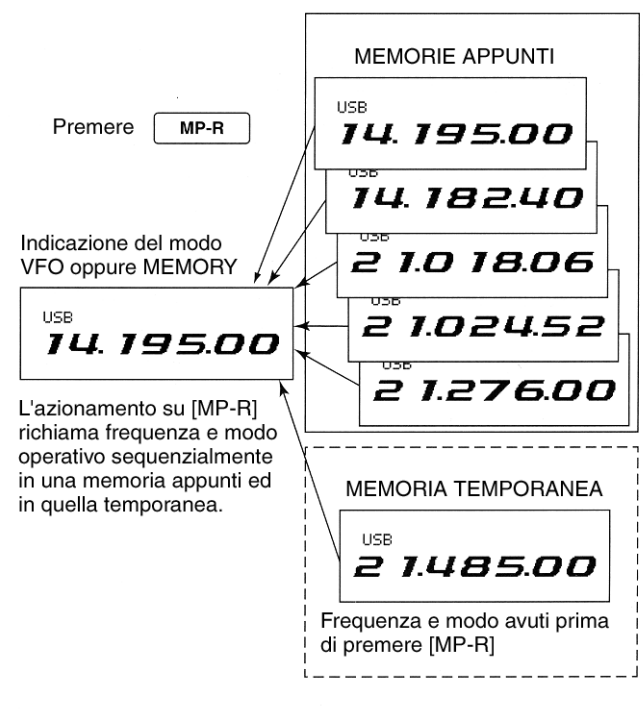 MEMORIE APPUNTI
Premere MP-R
USB
14.195.00
USB
14.182.40
USB
21.018.06
USB
21.024.52
USB
21.276.00
Indicazione del modo
VFO oppure MEMORY
USB
14.195.00
L'azionamento su [MP-R]
richiama frequenza e modo
operativo sequenzialmente
in una memoria appunti ed
in quella temporanea.
MEMORIA TEMPORANEA
USB
21.485.00
Frequenza e modo avuti prima
di premere [MP-R]